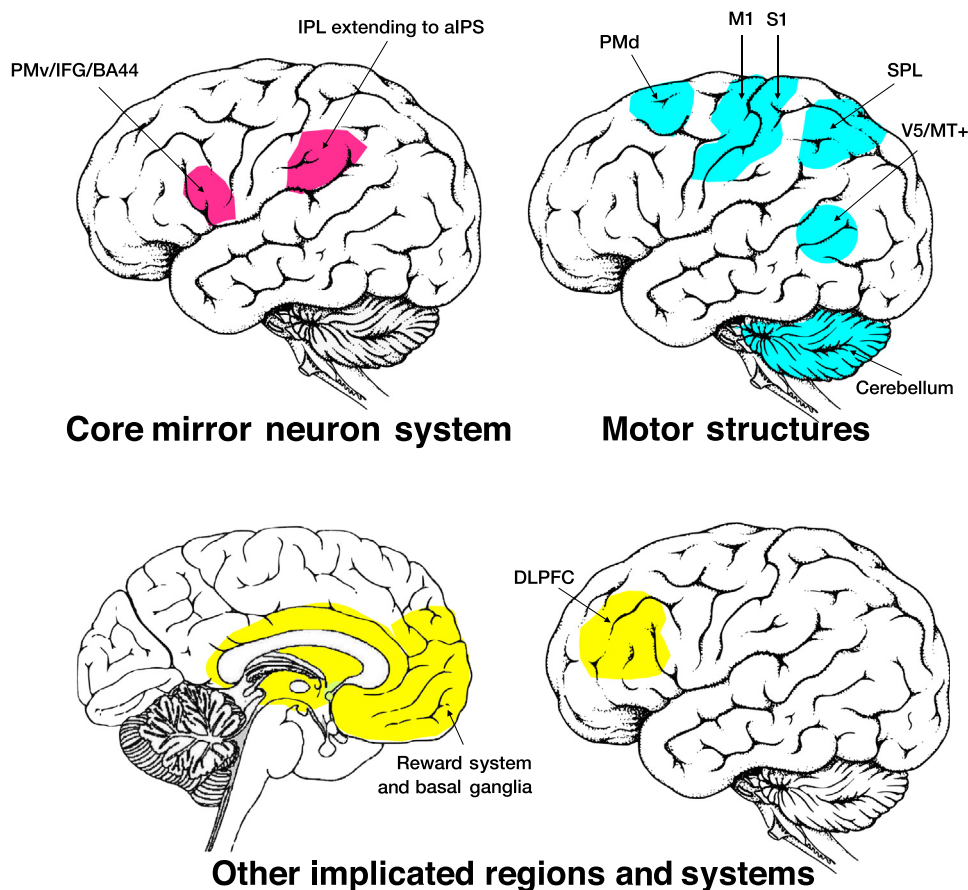 IPL extending to aIPS
PMv/IFG/BA44
Core mirror neuron system
M1
S1
PMd
SPL
V5/MT+
Cerebellum
Motor structures
Reward system
and basal ganglia
DLPFC
Other implicated regions and systems